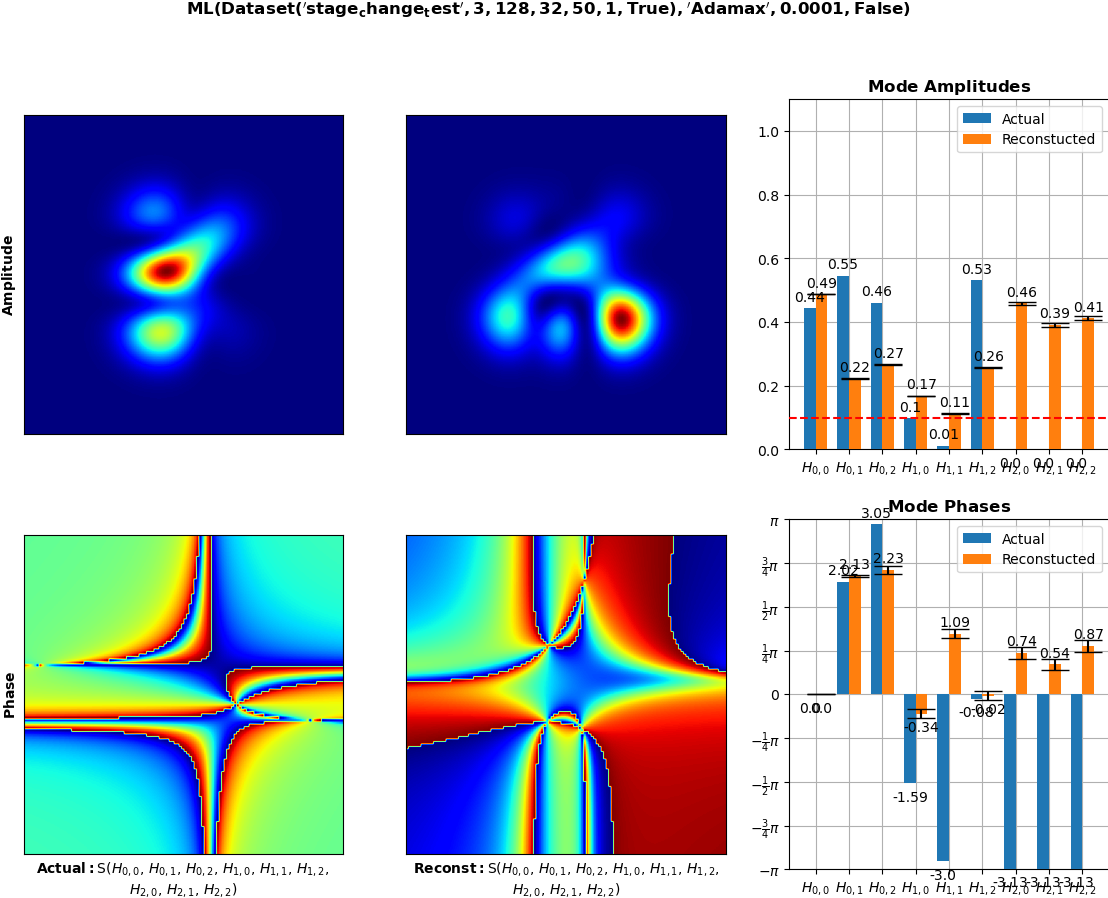 ML(Dataset('stage_change_test', 3, 128, 32, 50, 1, True), 'Adamax', 0.0001, False)
Amplitude
Mode Amplitudes
Actual
Reconstucted
1.0
0.8
0.6
0.4
0.2
0.0
0.44 0.49 0.55 0.22 0.46 0.27 0.1 0.17 0.01 0.11 0.53 0.26 0.0 0.46 0.0 0.39 0.0 0.41
H0,0 H0,1 H0,2 H1,0 H1,1 H1,2 H2,0 H2,1 H2,2
Phase
Mode Phases
Actual
Reconstucted
π
3/4π
1/2π
1/4π
0
−1/4π
−1/2π
−3/4π
−π
0.0 0.0 2.02 2.13 3.05 2.23 -1.59 -0.34 -3.0 1.09 -0.08 -0.02 -3.13 0.74 -3.13 0.54 -3.13 0.87
H0,0 H0,1 H0,2 H1,0 H1,1 H1,2 H2,0 H2,1 H2,2
Actual: S(H0,0, H0,1, H0,2, H1,0, H1,1, H1,2,
H2,0, H2,1, H2,2)
Reconst: S(H0,0, H0,1, H0,2, H1,0, H1,1, H1,2,
H2,0, H2,1, H2,2)